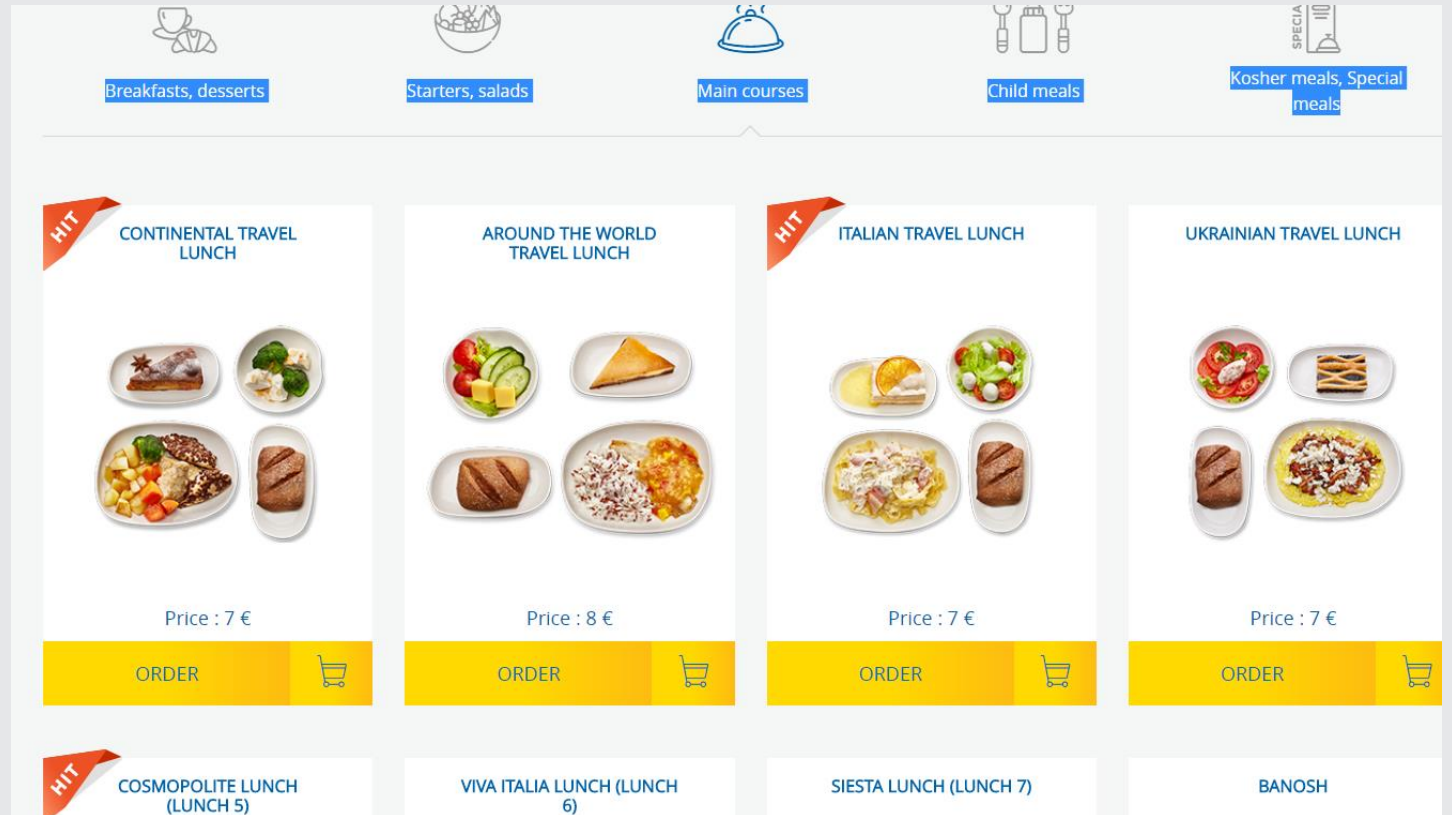 SPECIA
Breakfasts, desserts
Starters, salads
Main courses
Child meals
Kosher meals, Special
meals
HIT
CONTINENTAL TRAVEL
LUNCH
AROUND THE WORLD
TRAVEL LUNCH
HIT
ITALIAN TRAVEL LUNCH
UKRAINIAN TRAVEL LUNCH
Price : 7 €
Price : 8 €
Price : 7 €
Price : 7 €
ORDER
ORDER
ORDER
ORDER
HIT
COSMOPOLITE LUNCH
(LUNCH 5)
VIVA ITALIA LUNCH (LUNCH
6)
SIESTA LUNCH (LUNCH 7)
BANOSH